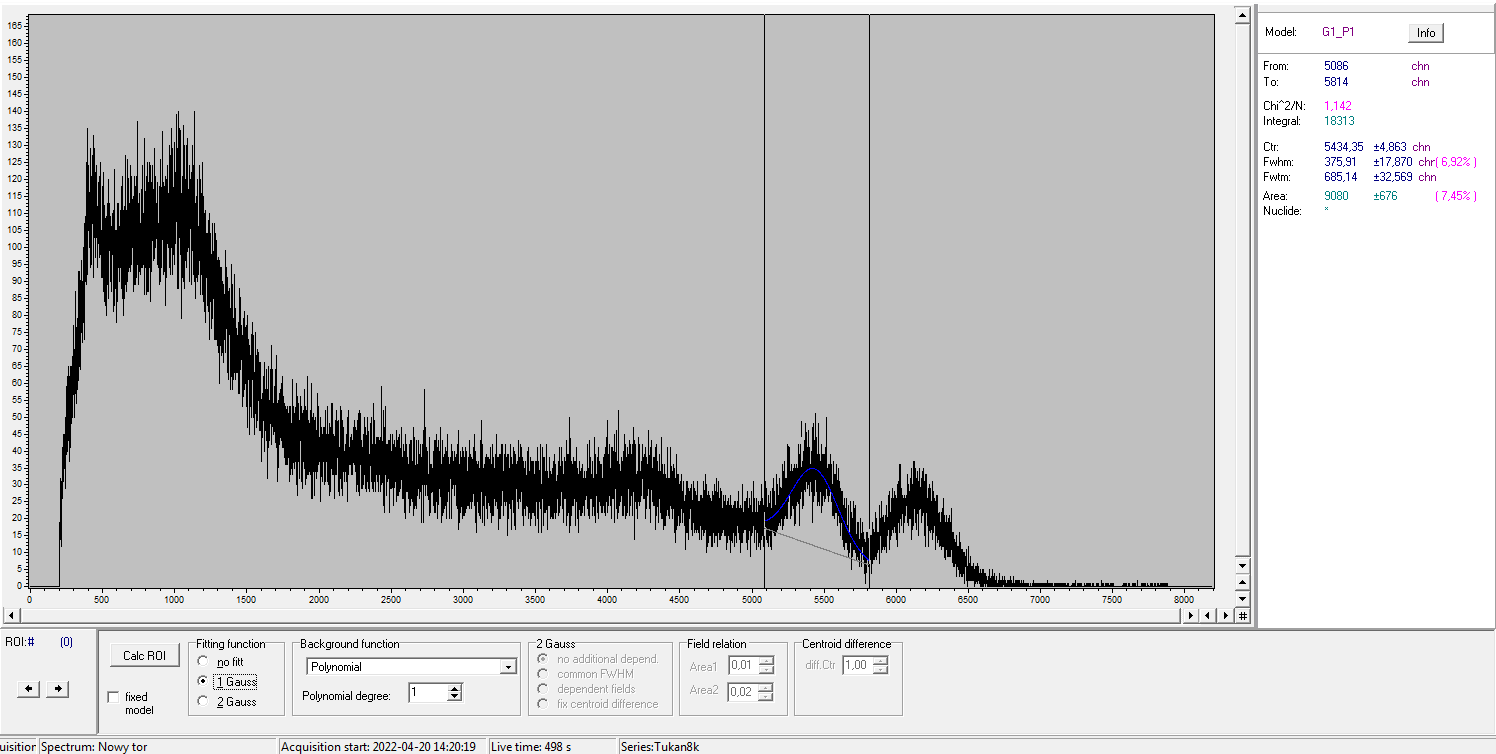 165
160
155
150
145
140
135
130
125
120
115
110
105
100
95
90
85
80
75
70
65
60
55
50
45
40
35
30
25
20
15
10
5
0
0 500 1000 1500 2000 2500 3000 3500 4000 4500 5000 5500 6000 6500 7000 7500 8000
Model: G1_P1 Info
From: 5086 chn
To: 5814 chn
Chi^2/N: 1,142
Integral: 18313
Ctr: 5434,35 ±4,863 chn
Fwhm: 375,91 ±17,870 chr( 6,92% )
Fwtm: 685,14 ±32,569 chn
Area: 9080 ±676 ( 7,45% )
Nuclide: *
ROI:# (0)
Calc ROI
fixed
model
Fitting function
no fitt
1 Gauss
2 Gauss
Background function
Polynomial
Polynomial degree: 1
2 Gauss
no additional depend.
common FWHM
dependent fields
fix centroid difference
Field relation
Area1 0,01
Area2 0,02
Centroid difference
diff.Ctr 1,00
uisitior Spectrum: Nowy tor Acquisition start: 2022-04-20 14:20:19 Live time: 498 s Series:Tukan8k